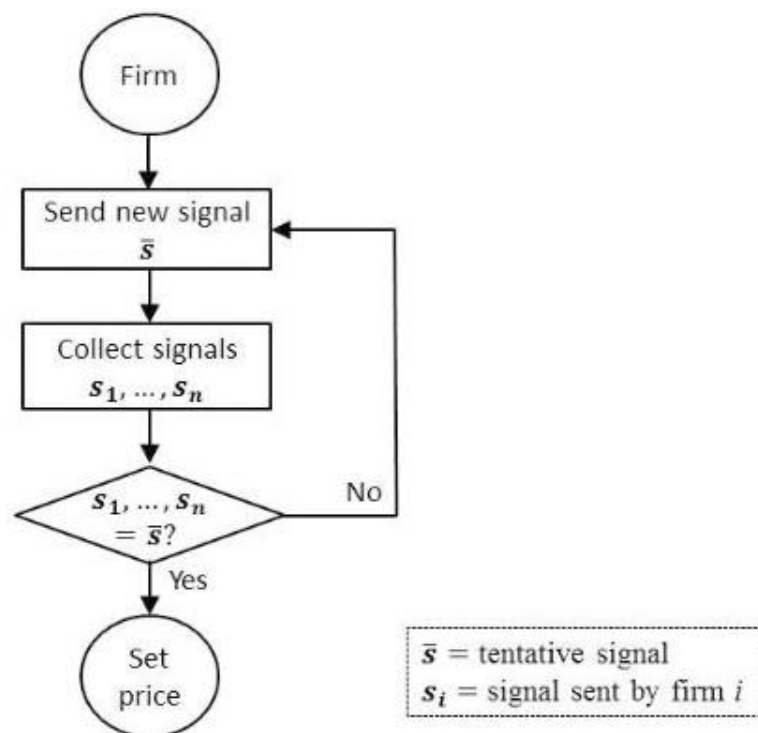 Firm
Send new signal
s̄
Collect signals
s₁, …, sₙ
s₁, …, sₙ
= s̄?
No
Yes
Set
price
s̄ = tentative signal
sᵢ = signal sent by firm i